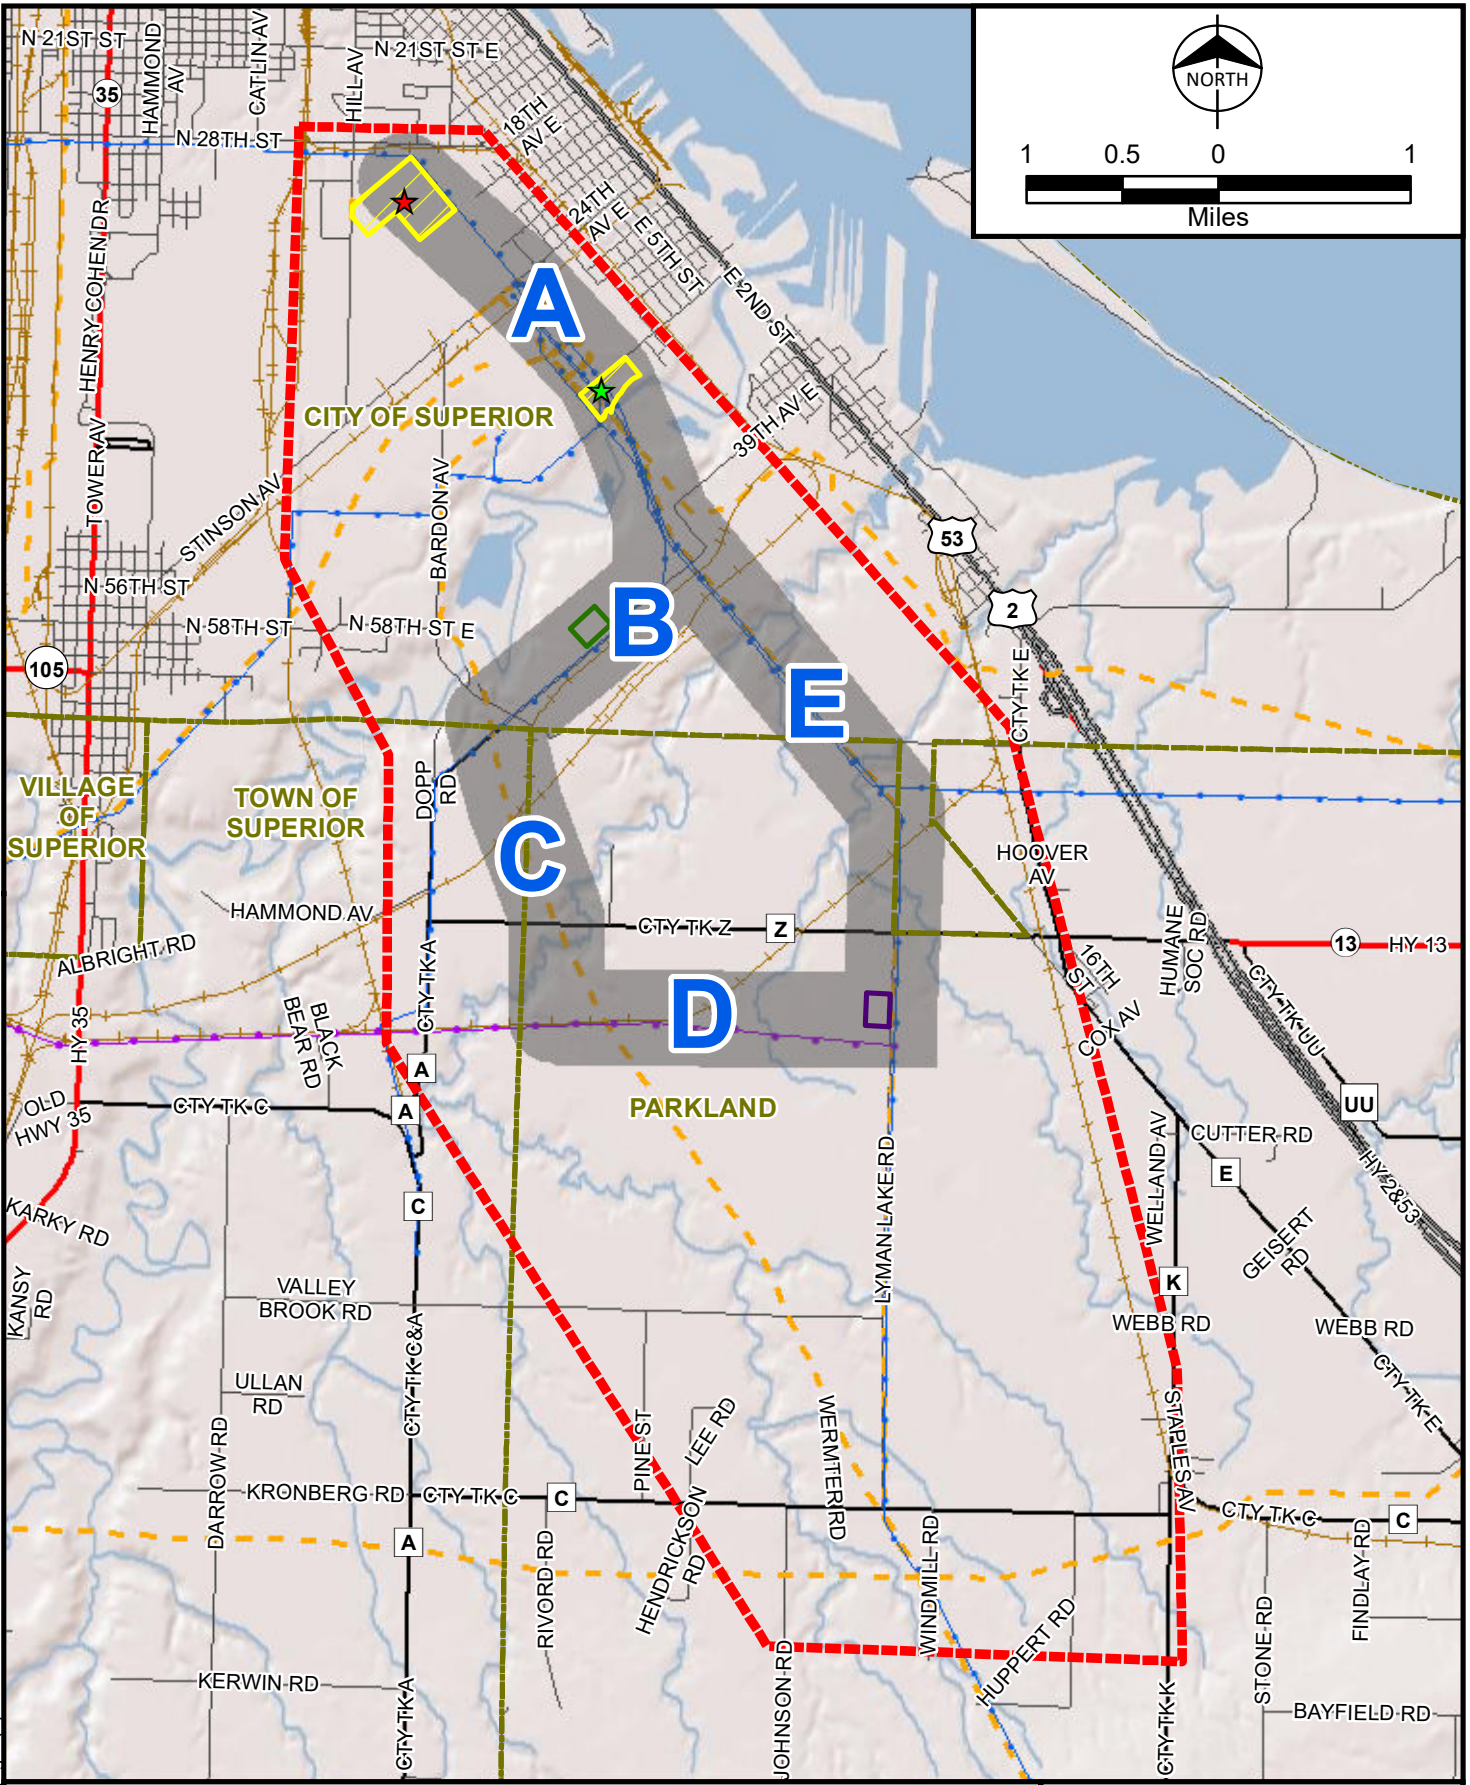 N 21ST ST
HAMMOND
AV
CATLIN AV
HILL AV
N 21ST ST E
NORTH
1 0.5 0 1
Miles
35
N 28TH ST
18TH
AV E
24TH
AV E
E 5TH ST
E 2ND ST
HENRY COHEN DR
A
CITY OF SUPERIOR
39TH AV E
TOWER AV
STINSON AV
BARDON AV
53
N 56TH ST
2
N 58TH ST
N 58TH ST E
B
105
CTY TK E
E
VILLAGE
OF
SUPERIOR
TOWN OF
SUPERIOR
DOPP
RD
C
HOOVER
AV
HAMMOND AV
CTY TK Z
Z
HUMANE
SOC RD
13
HY 13
ALBRIGHT RD
CTY TK A
16TH
ST
CTY TK UU
HY 35
BLACK
BEAR RD
D
COX AV
A
OLD
HWY 35
CTY TK C
A
PARKLAND
UU
CUTTER RD
WELLAND AV
LYMAN LAKE RD
HY 2&53
E
KARKY RD
C
GEISERT
RD
KANSY
RD
VALLEY
BROOK RD
K
WEBB RD
WEBB RD
CTY TK C&A
CTY TK E
ULLAN
RD
DARROW RD
PINE ST
LEE RD
WERMTER RD
STAPLES AV
KRONBERG RD
CTY TK C
C
CTY TK C
C
A
RIVORD RD
HENDRICKSON
RD
WINDMILL RD
FINDLAY RD
STONE RD
HUPPERT RD
KERWIN RD
CTY TK A
JOHNSON RD
CTY TK K
BAYFIELD RD